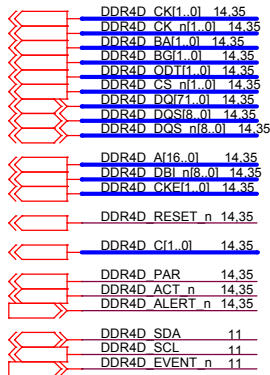 DDR4D_CK[1..0] 14,35
DDR4D_CK_n[1..0] 14,35
DDR4D_BA[1..0] 14,35
DDR4D_BG[1..0] 14,35
DDR4D_ODT[1..0] 14,35
DDR4D_CS_n[1..0] 14,35
DDR4D_DQ[71..0] 14,35
DDR4D_DQS[8..0] 14,35
DDR4D_DQS_n[8..0] 14,35
DDR4D_A[16..0] 14,35
DDR4D_DBI_n[8..0] 14,35
DDR4D_CKE[1..0] 14,35
DDR4D_RESET_n 14,35
DDR4D_C[1..0] 14,35
DDR4D_PAR 14,35
DDR4D_ACT_n 14,35
DDR4D_ALERT_n 14,35
DDR4D_SDA 11
DDR4D_SCL 11
DDR4D_EVENT_n 11